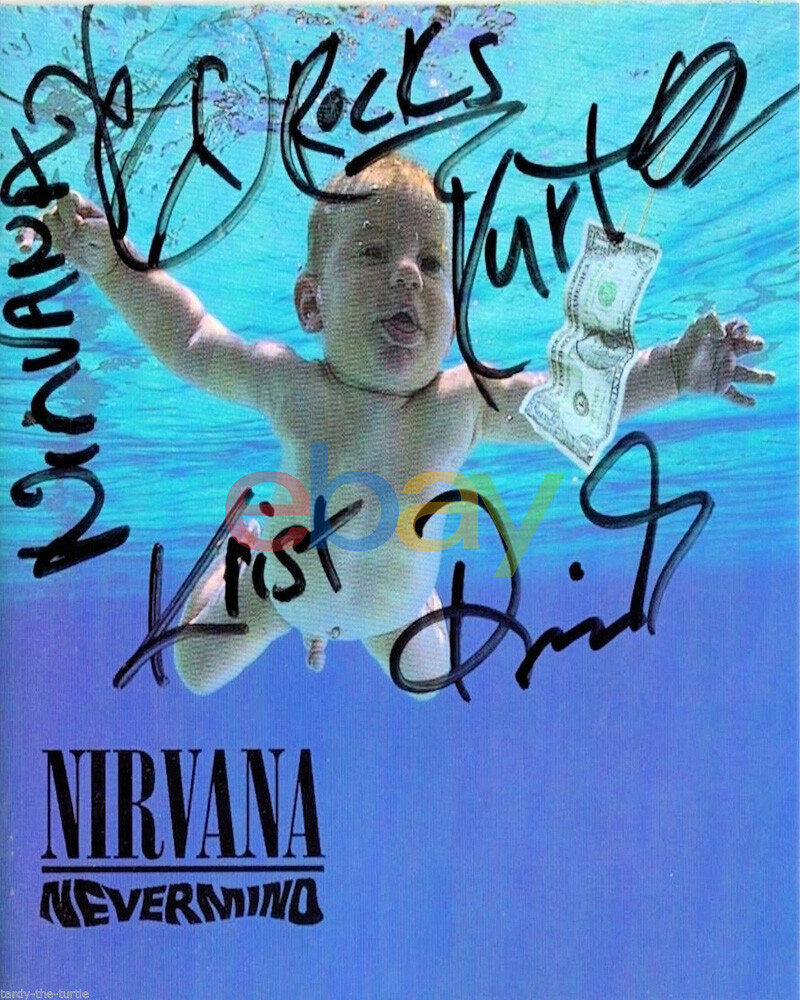 Rocks
Kurt
NIRVANA
ebay
Krist
NIRVANA
NEVERMIND
tardy-the-turtle